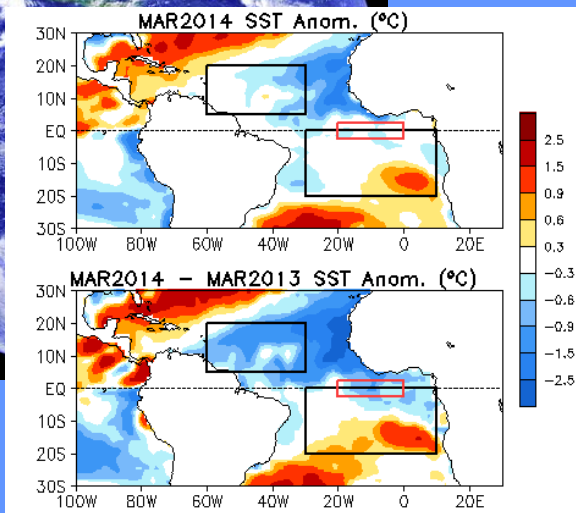 MAR2014 SST Anom. (ºC)
30N
20N
10N
EQ
10S
20S
30S
100W 80W 60W 40W 20W 0 20E
MAR2014 – MAR2013 SST Anom. (ºC)
30N
20N
10N
EQ
10S
20S
30S
100W 80W 60W 40W 20W 0 20E
2.5
1.5
0.9
0.6
0.3
−0.3
−0.6
−0.9
−1.5
−2.5